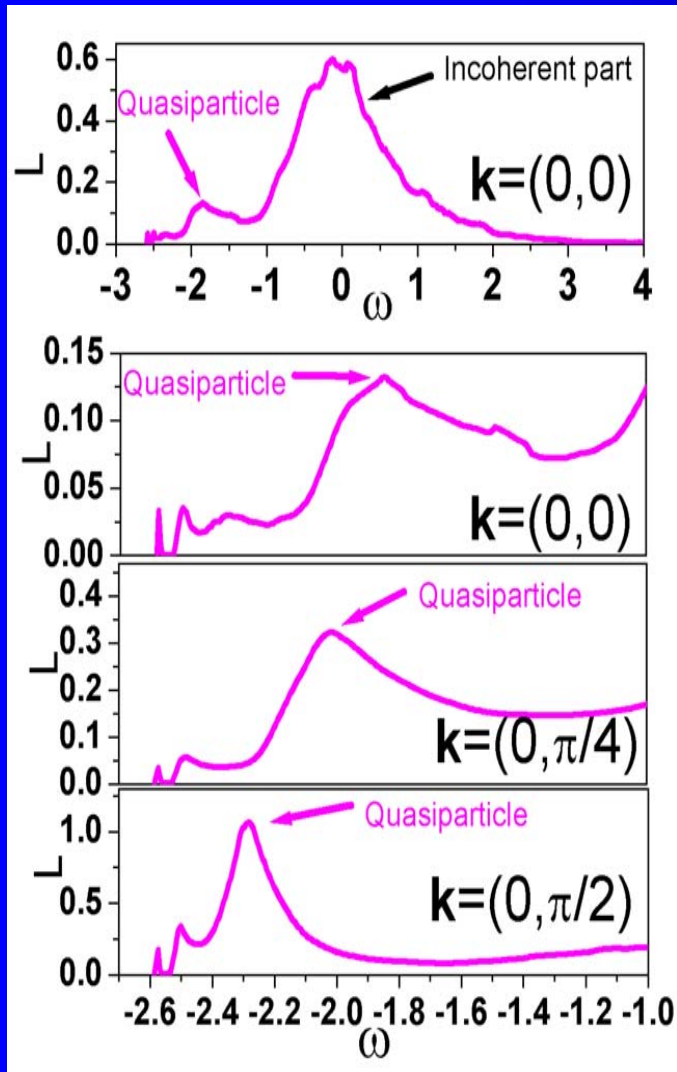 0.6
0.4
0.2
0.0
L
Quasiparticle
Incoherent part
k=(0,0)
-3 -2 -1 0 1 2 3 4
ω
0.15
0.10
0.05
0.00
L
Quasiparticle
k=(0,0)
0.4
0.3
0.2
0.1
0.0
L
Quasiparticle
k=(0,π/4)
1.0
0.5
0.0
L
Quasiparticle
k=(0,π/2)
-2.6 -2.4 -2.2 -2.0 -1.8 -1.6 -1.4 -1.2 -1.0
ω